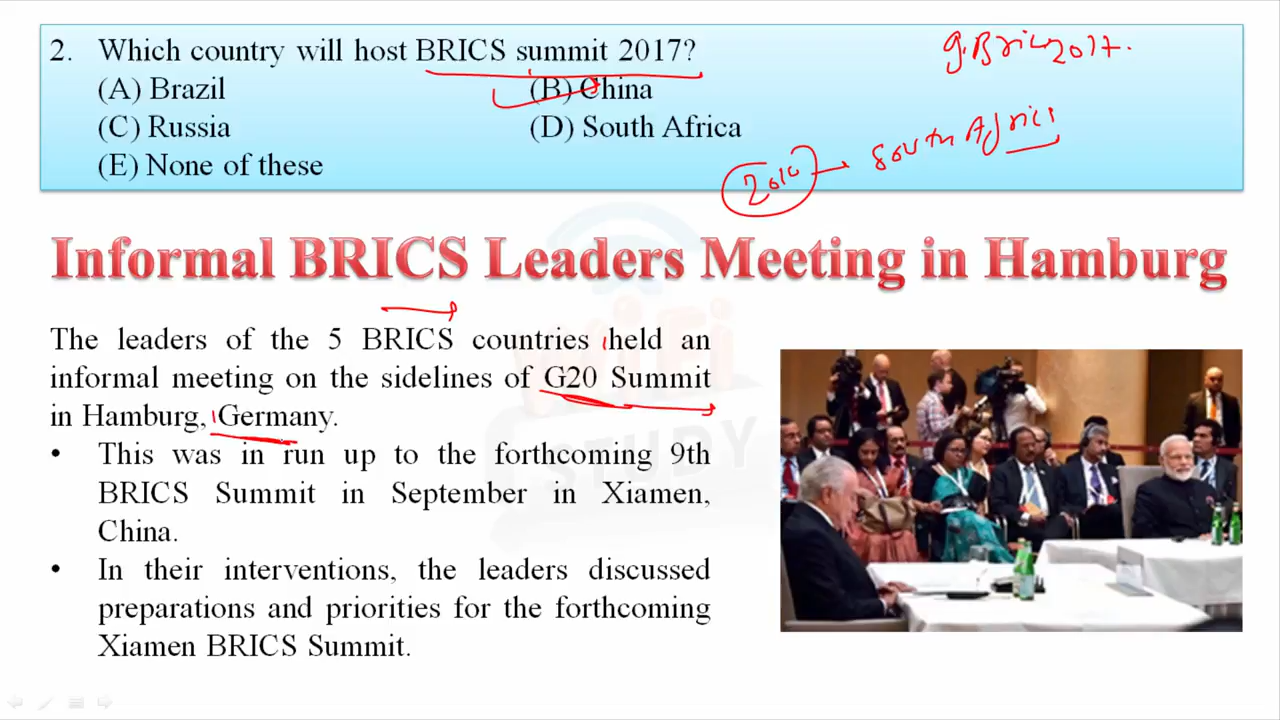 2. Which country will host BRICS summit 2017?
(A) Brazil (B) China
(C) Russia (D) South Africa
(E) None of these
9.Brics2017.
2010 → South Africa
Informal BRICS Leaders Meeting in Hamburg
The leaders of the 5 BRICS countries held an
informal meeting on the sidelines of G20 Summit
in Hamburg, Germany.
• This was in run up to the forthcoming 9th
BRICS Summit in September in Xiamen,
China.
• In their interventions, the leaders discussed
preparations and priorities for the forthcoming
Xiamen BRICS Summit.
WiFi
STUDY